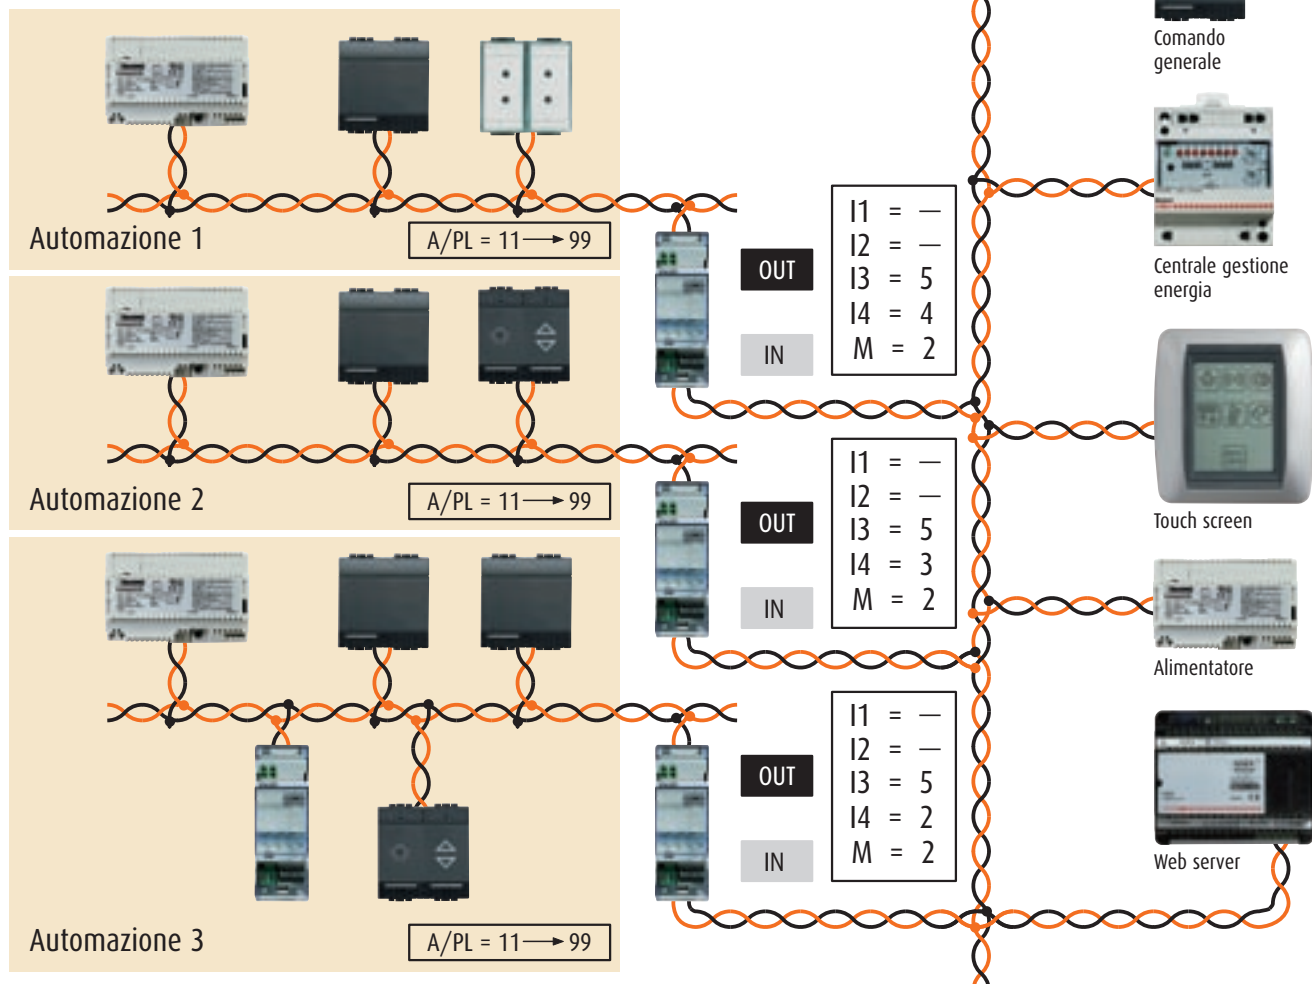 Comando
generale
Automazione 1
A/PL = 11 → 99
OUT
IN
I1 = –
I2 = –
I3 = 5
I4 = 4
M = 2
Centrale gestione
energia
Automazione 2
A/PL = 11 → 99
OUT
IN
I1 = –
I2 = –
I3 = 5
I4 = 3
M = 2
Touch screen
Alimentatore
Automazione 3
A/PL = 11 → 99
OUT
IN
I1 = –
I2 = –
I3 = 5
I4 = 2
M = 2
Web server